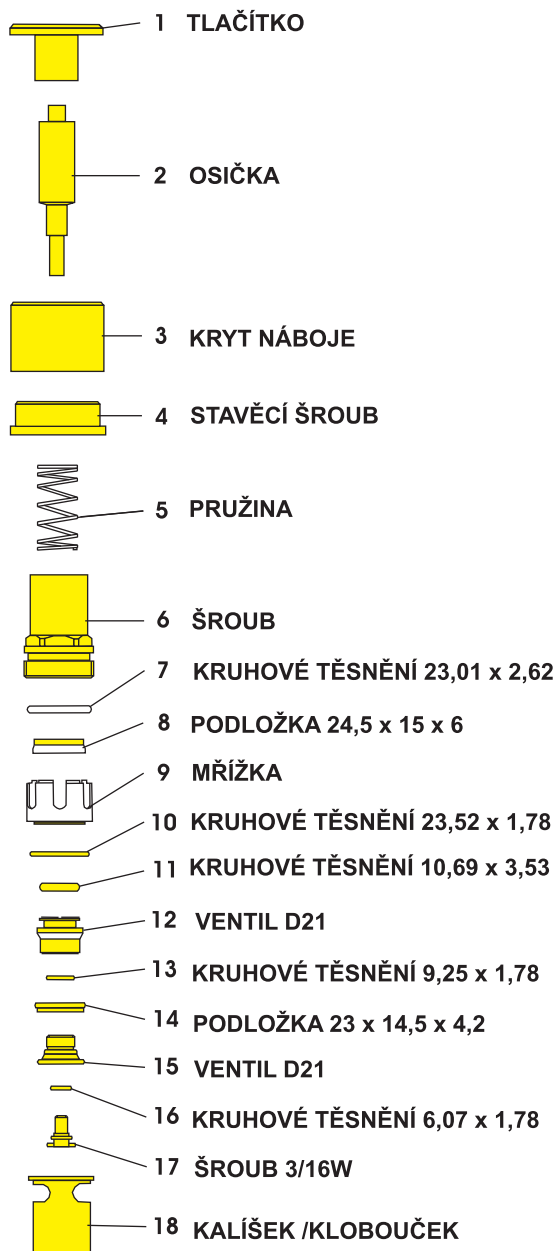 1 TLAČÍTKO
2 OSIČKA
3 KRYT NÁBOJE
4 STAVĚCÍ ŠROUB
5 PRUŽINA
6 ŠROUB
7 KRUHOVÉ TĚSNĚNÍ 23,01 x 2,62
8 PODLOŽKA 24,5 x 15 x 6
9 MŘÍŽKA
10 KRUHOVÉ TĚSNĚNÍ 23,52 x 1,78
11 KRUHOVÉ TĚSNĚNÍ 10,69 x 3,53
12 VENTIL D21
13 KRUHOVÉ TĚSNĚNÍ 9,25 x 1,78
14 PODLOŽKA 23 x 14,5 x 4,2
15 VENTIL D21
16 KRUHOVÉ TĚSNĚNÍ 6,07 x 1,78
17 ŠROUB 3/16W
18 KALÍŠEK /KLOBOUČEK